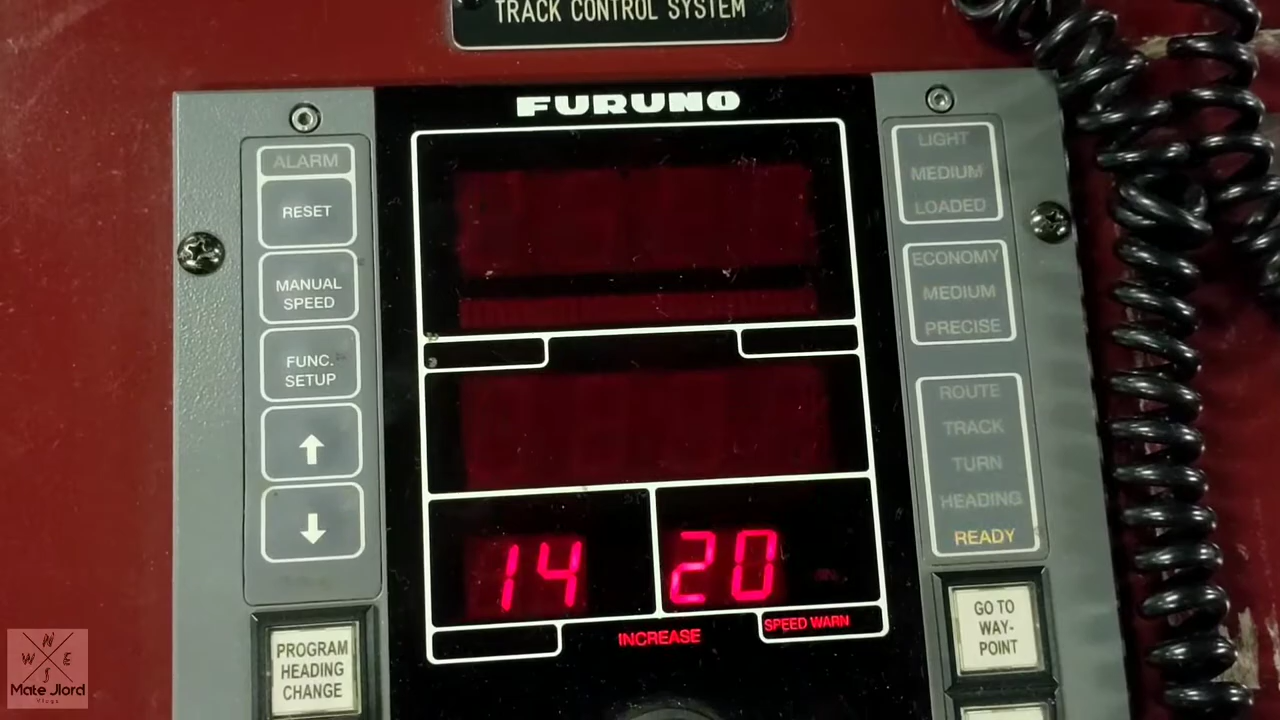 TRACK CONTROL SYSTEM
FURUNO
ALARM
RESET
MANUAL
SPEED
FUNC.
SETUP
PROGRAM
HEADING
CHANGE
14
20
INCREASE
SPEED WARN
LIGHT
MEDIUM
LOADED
ECONOMY
MEDIUM
PRECISE
ROUTE
TRACK
TURN
HEADING
READY
GO TO
WAY-
POINT
N
W E
S
Mate Jlord
Vlogs